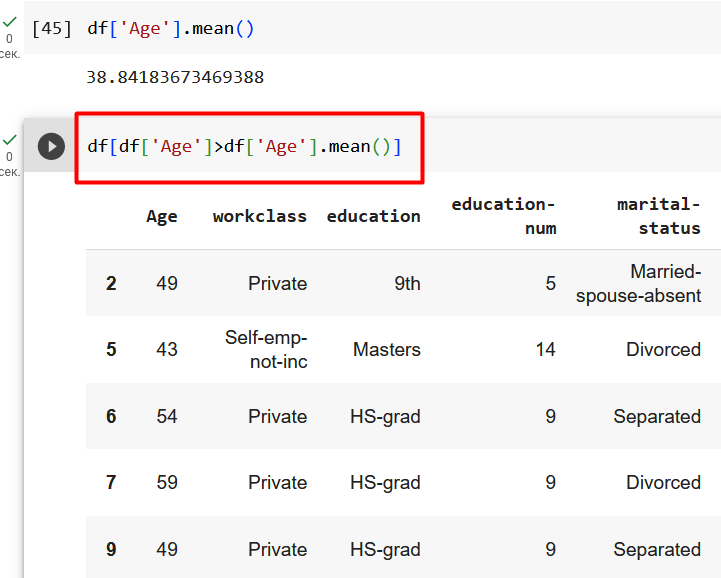 [45] df['Age'].mean()
0
сек.
38.84183673469388
df[df['Age']>df['Age'].mean()]
0
сек.
Age workclass education education-num marital-status
2 49 Private 9th 5 Married-spouse-absent
5 43 Self-emp-not-inc Masters 14 Divorced
6 54 Private HS-grad 9 Separated
7 59 Private HS-grad 9 Divorced
9 49 Private HS-grad 9 Separated